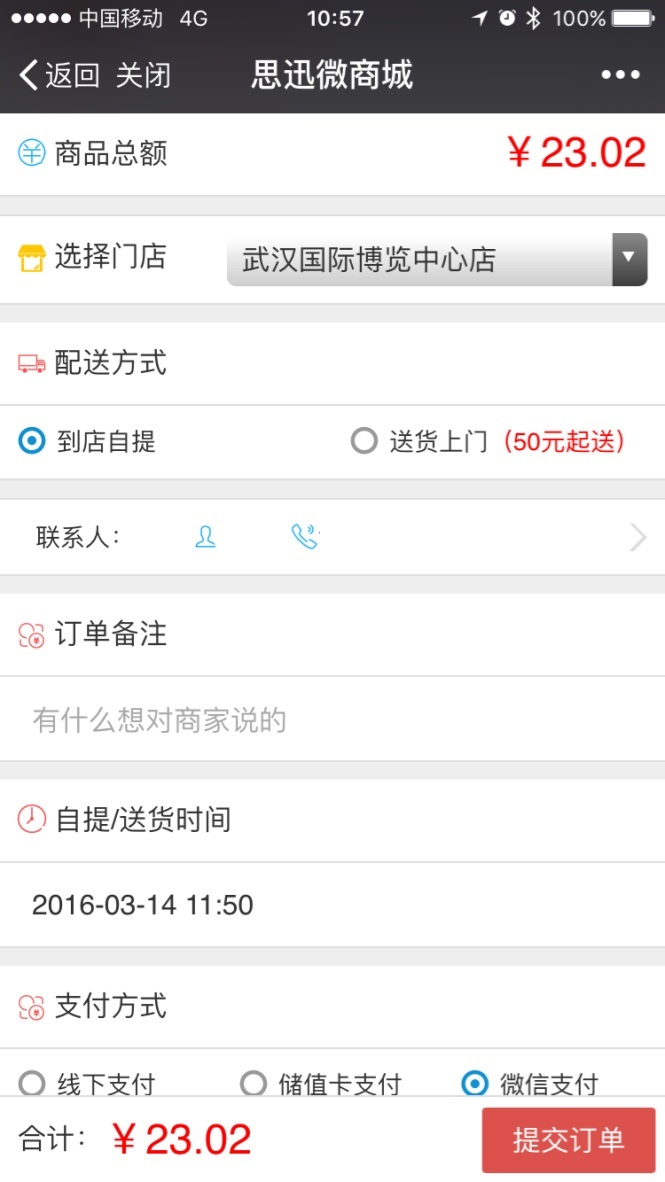 中国移动 4G 10:57 100%
返回 关闭 思迅微商城
商品总额 ¥23.02
选择门店 武汉国际博览中心店
配送方式
到店自提 送货上门 (50元起送)
联系人:
订单备注
有什么想对商家说的
自提/送货时间
2016-03-14 11:50
支付方式
线下支付 储值卡支付 微信支付
合计: ¥23.02 提交订单